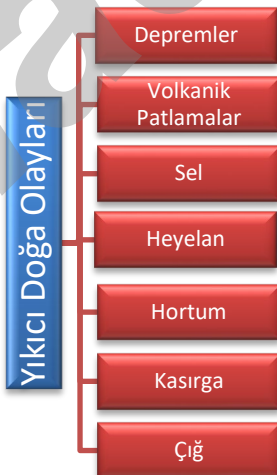 Yıkıcı Doğa Olayları
Depremler
Volkanik
Patlamalar
Sel
Heyelan
Hortum
Kasırga
Çığ